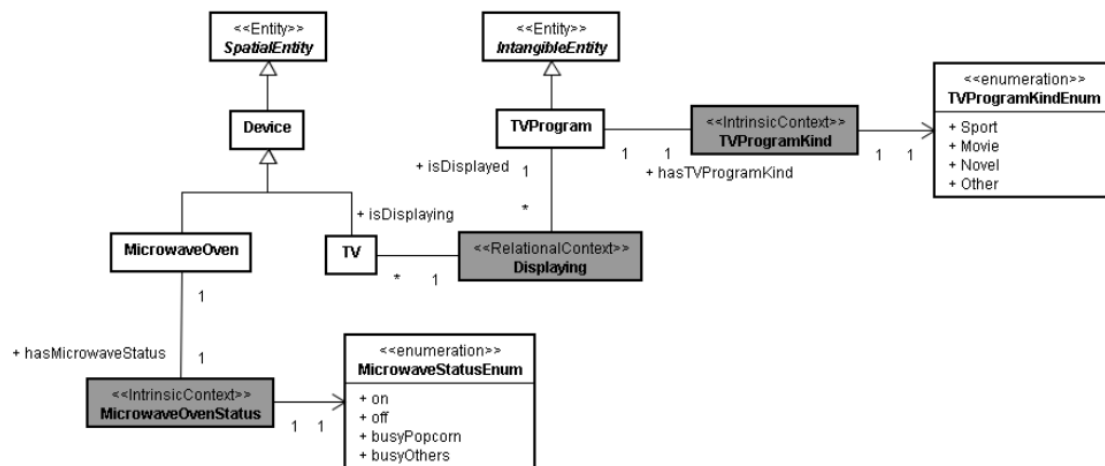 <<Entity>>
SpatialEntity
<<Entity>>
IntangibleEntity
<<enumeration>>
TVProgramKindEnum
+ Sport
+ Movie
+ Novel
+ Other
Device
TVProgram
<<IntrinsicContext>>
TVProgramKind
1
1
1
1
+ hasTVProgramKind
+ isDisplayed
1
*
+ isDisplaying
MicrowaveOven
TV
<<RelationalContext>>
Displaying
*
1
1
+ hasMicrowaveStatus
1
<<IntrinsicContext>>
MicrowaveOvenStatus
1
1
<<enumeration>>
MicrowaveStatusEnum
+ on
+ off
+ busyPopcorn
+ busyOthers